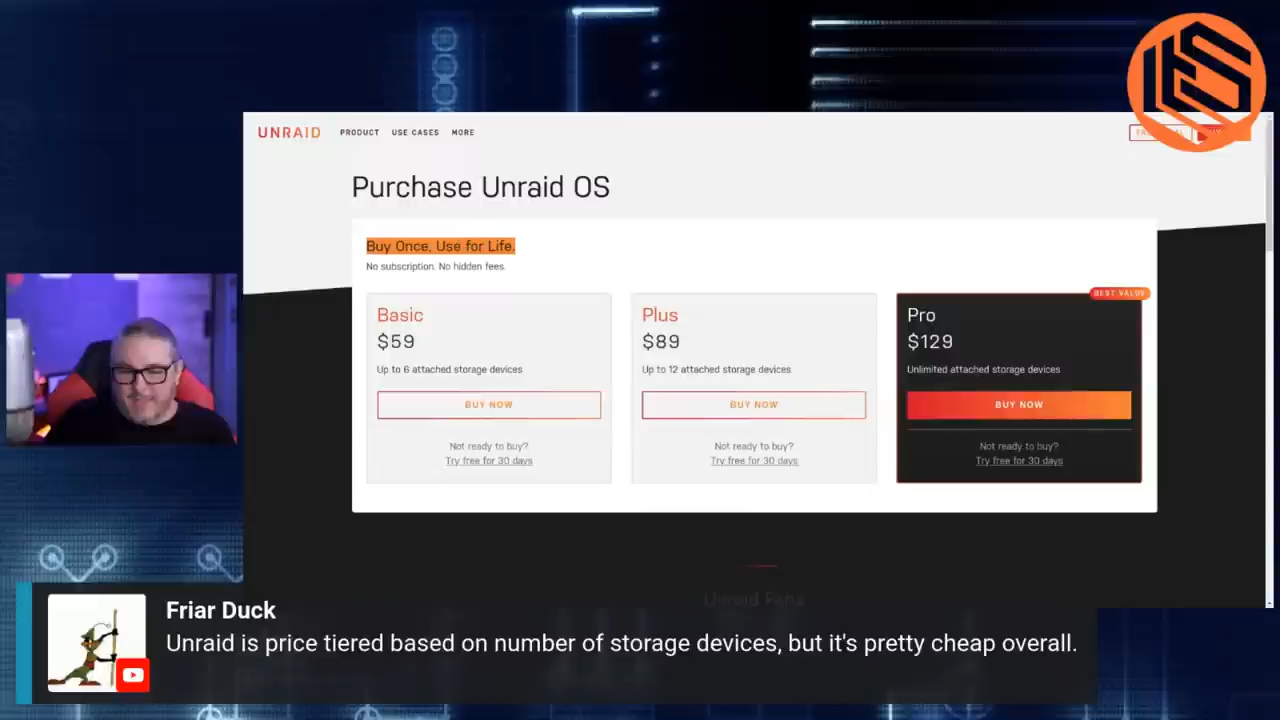 UNRAID PRODUCT USE CASES MORE
Purchase Unraid OS
Buy Once, Use for Life.
No subscription. No hidden fees.
BEST VALUE
Basic
$59
Up to 6 attached storage devices
BUY NOW
Not ready to buy?
Try free for 30 days
Plus
$89
Up to 12 attached storage devices
BUY NOW
Not ready to buy?
Try free for 30 days
Pro
$129
Unlimited attached storage devices
BUY NOW
Not ready to buy?
Try free for 30 days
Unraid Fans
Friar Duck
Unraid is price tiered based on number of storage devices, but it's pretty cheap overall.